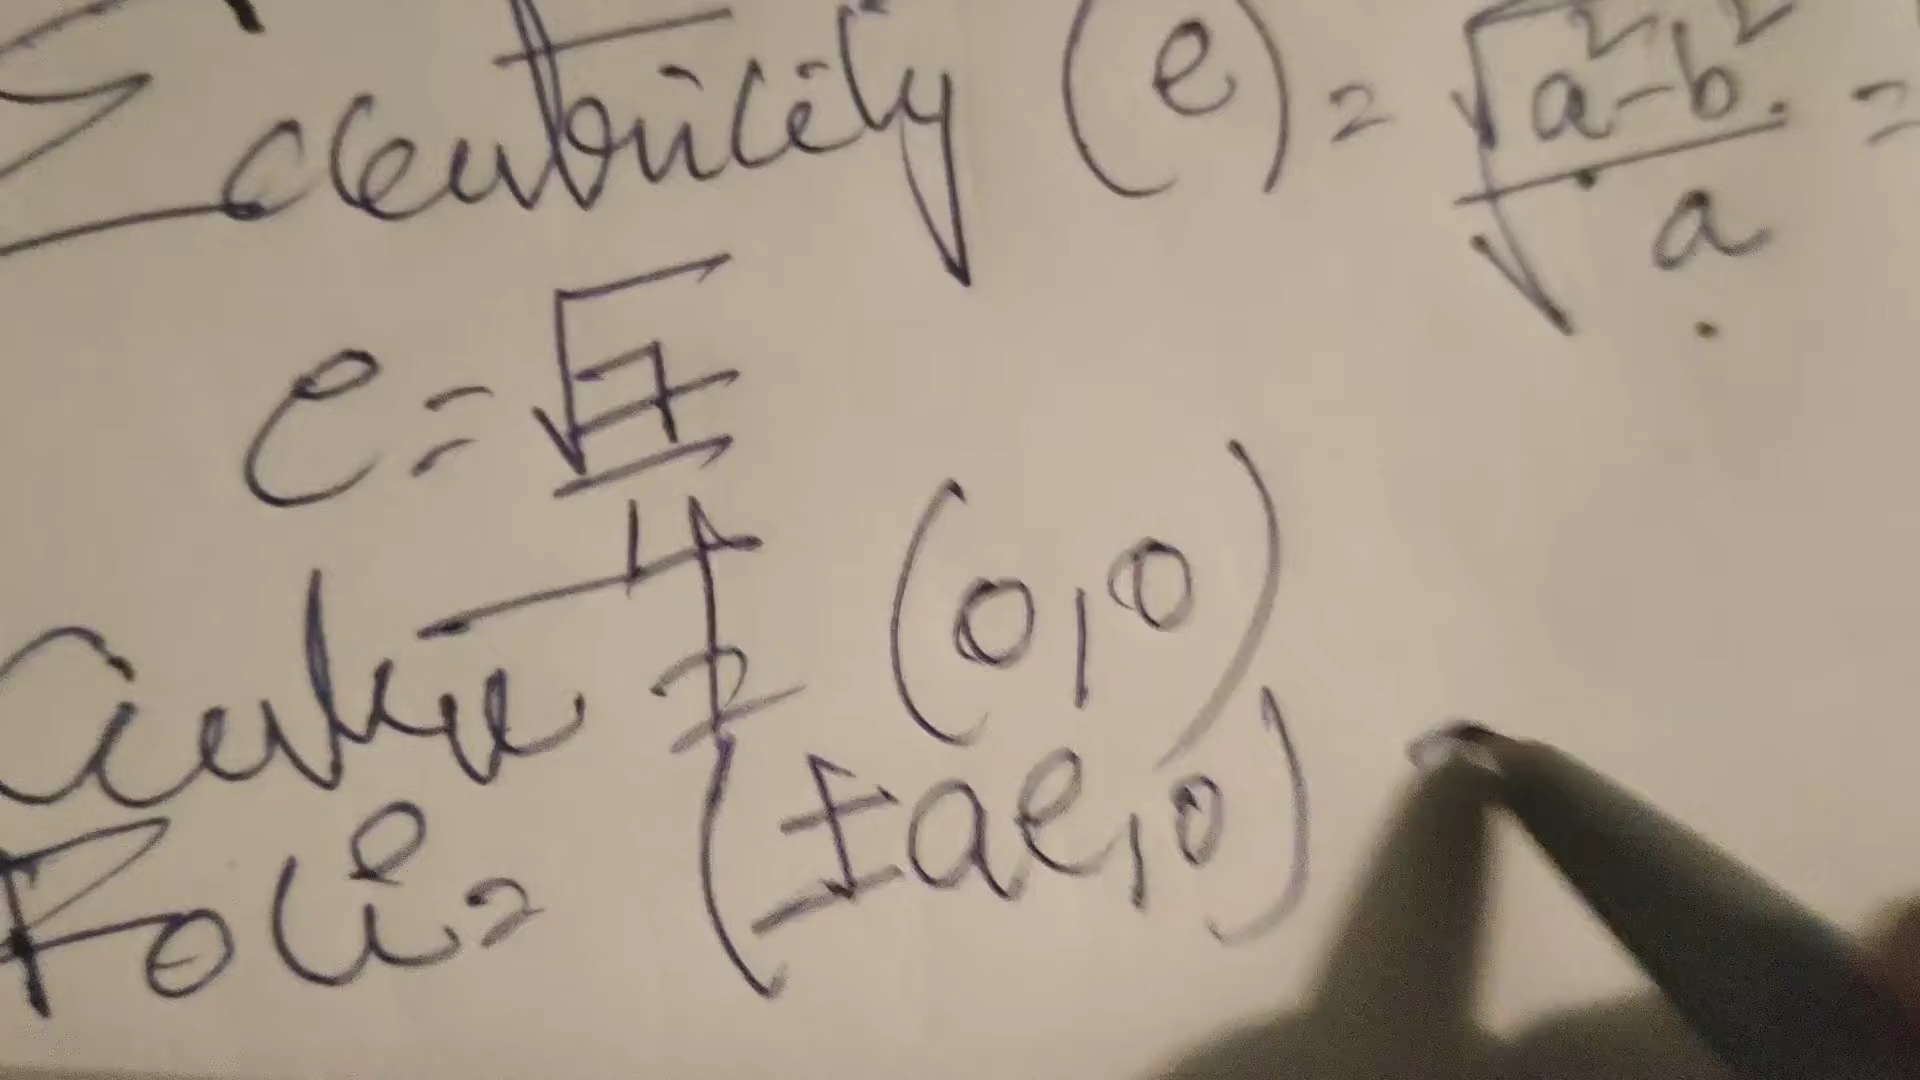 Eccentricity (e) = √a²-b² / a =
e = √7 / 4
Centre = (0,0)
Foci = (±ae,0)